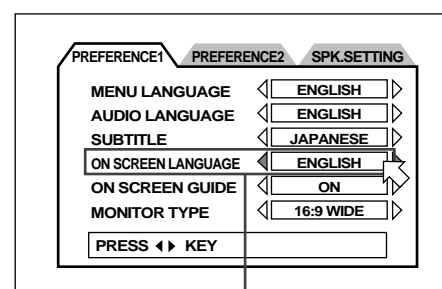 PREFERENCE1 PREFERENCE2 SPK.SETTING
MENU LANGUAGE ENGLISH
AUDIO LANGUAGE ENGLISH
SUBTITLE JAPANESE
ON SCREEN LANGUAGE ENGLISH
ON SCREEN GUIDE ON
MONITOR TYPE 16:9 WIDE
PRESS ◀▶ KEY